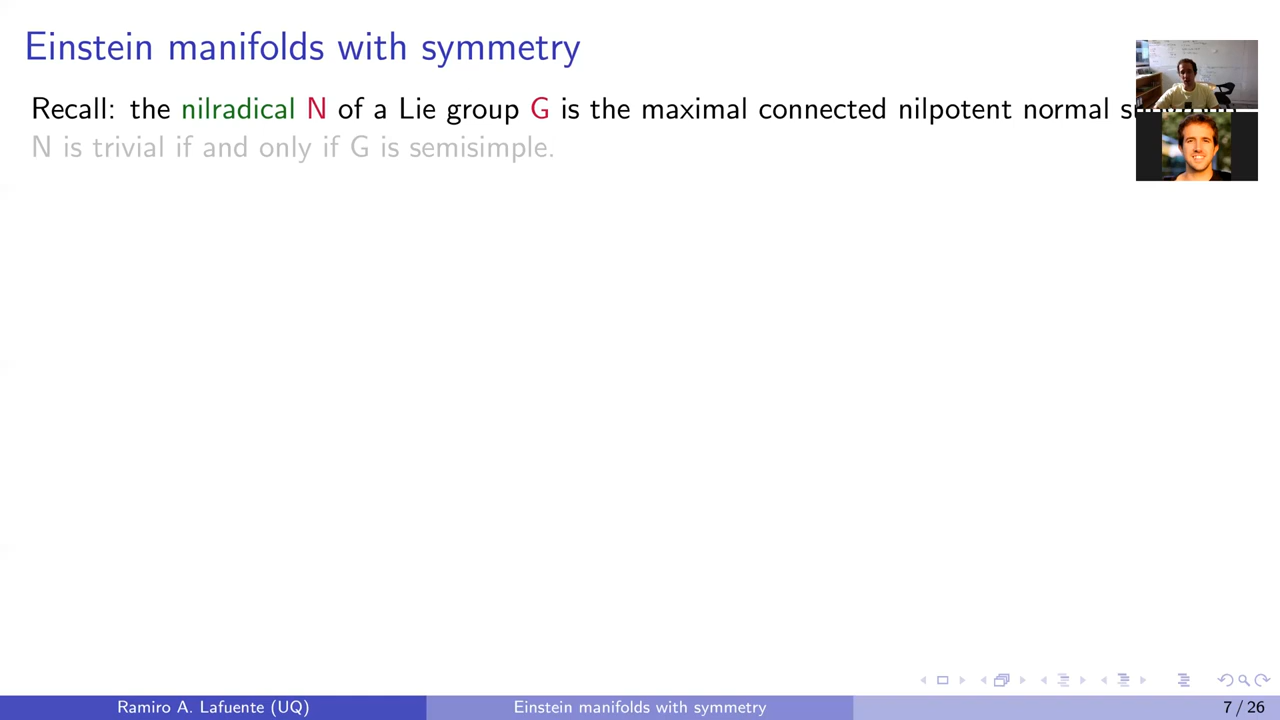 Einstein manifolds with symmetry
Recall: the nilradical N of a Lie group G is the maximal connected nilpotent normal
N is trivial if and only if G is semisimple.
Ramiro A. Lafuente (UQ) Einstein manifolds with symmetry 7 / 26